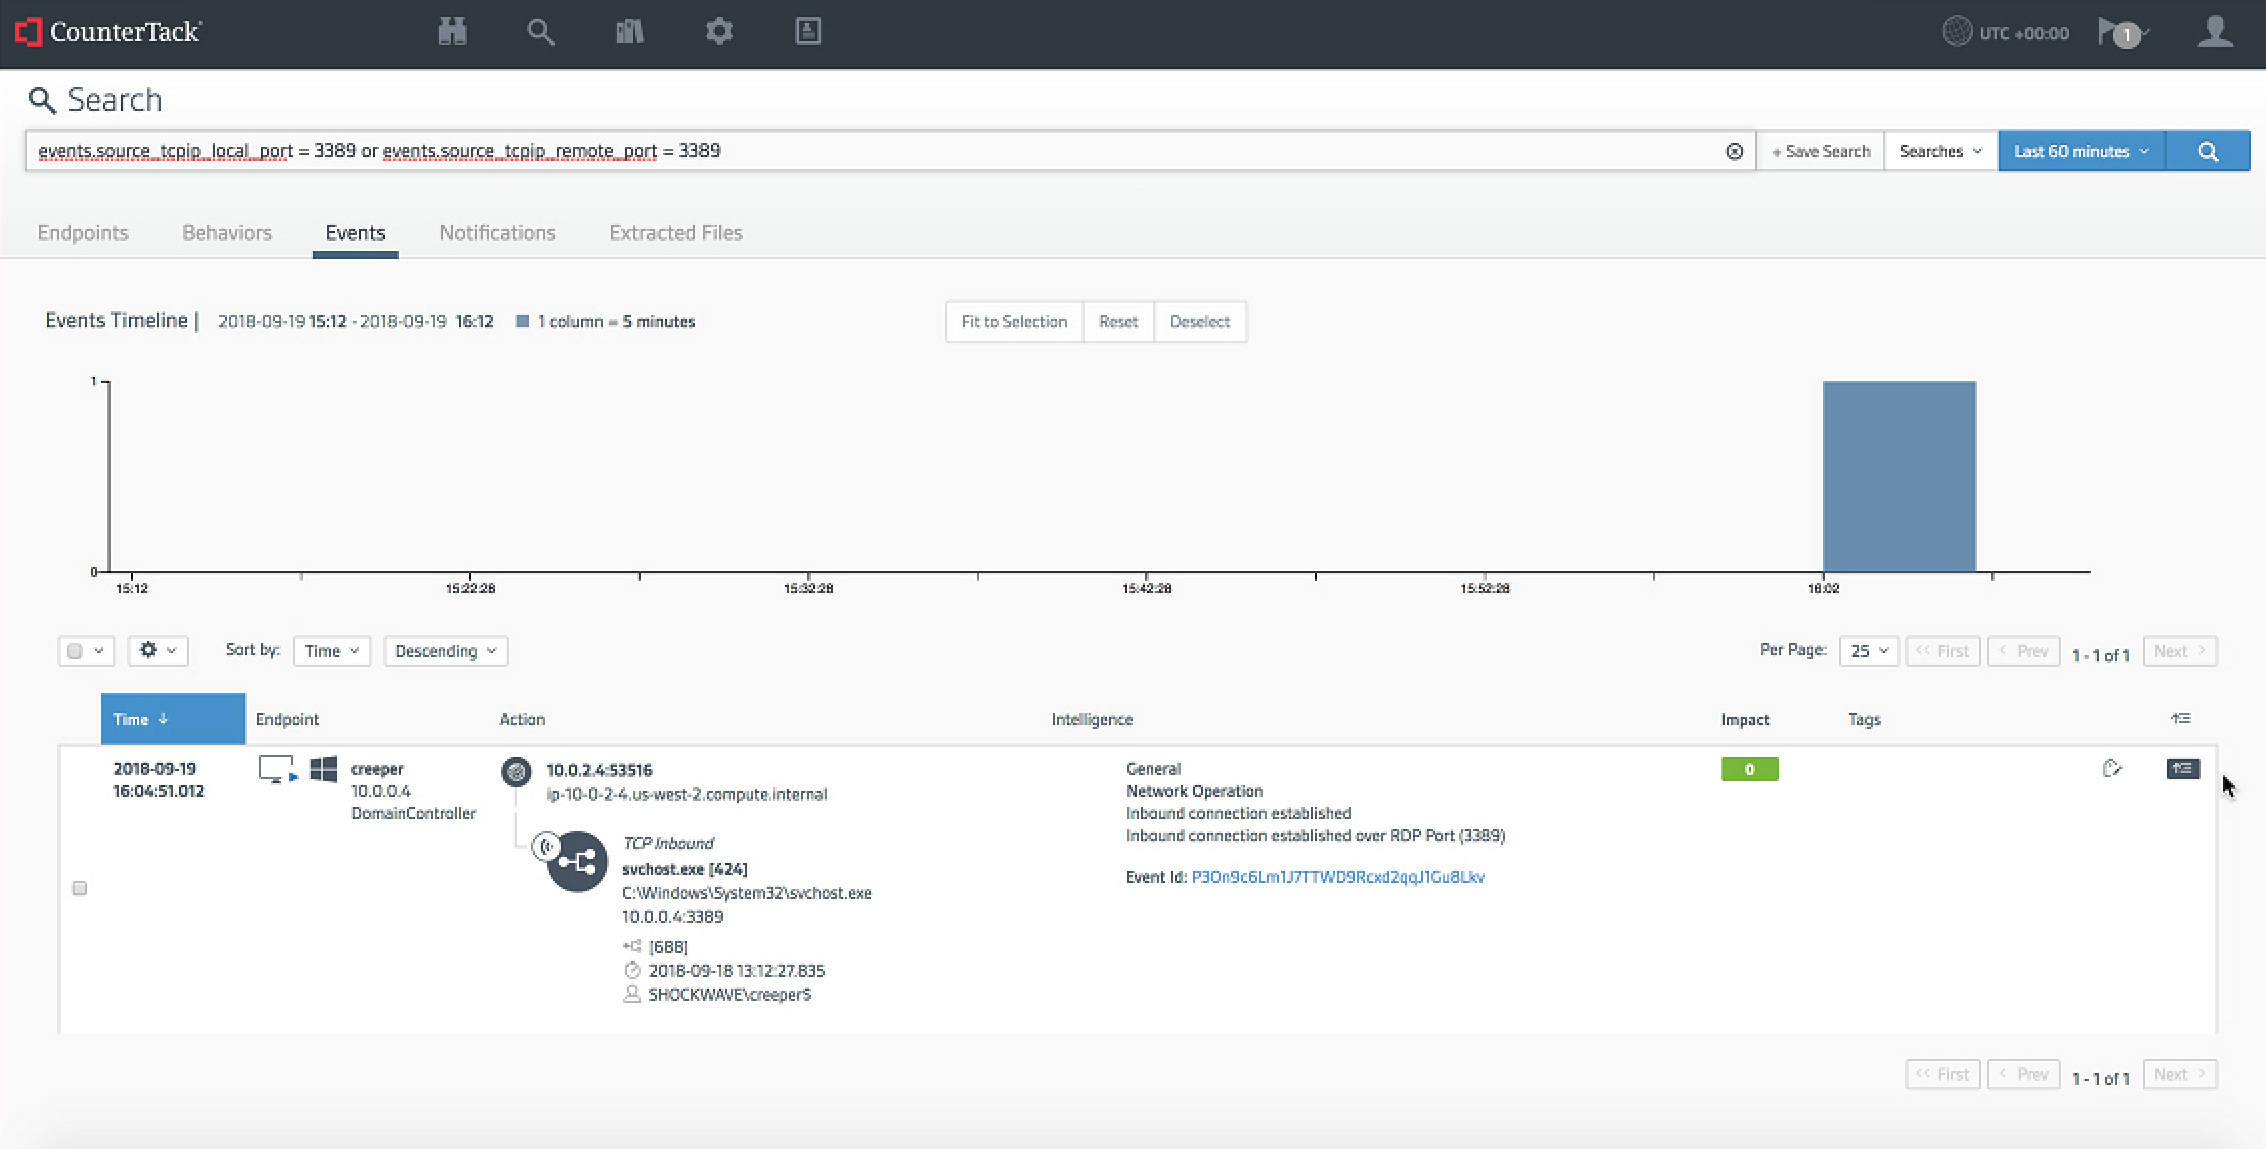 CounterTack
UTC +00:00
1
Search
events.source_tcpip_local_port = 3389 or events.source_tcpip_remote_port = 3389
+ Save Search
Searches
Last 60 minutes
Endpoints
Behaviors
Events
Notifications
Extracted Files
Events Timeline | 2018-09-19 15:12 - 2018-09-19 16:12 1 column = 5 minutes
Fit to Selection
Reset
Deselect
1
0
15:12
15:22:28
15:32:28
15:42:28
15:52:28
16:02
Sort by: Time Descending
Per Page: 25 << First < Prev 1 - 1 of 1 Next >
Time ↓
Endpoint
Action
Intelligence
Impact
Tags
2018-09-19
16:04:51.012
creeper
10.0.0.4
DomainController
10.0.2.4:53516
ip-10-0-2-4.us-west-2.compute.internal
TCP Inbound
svchost.exe [424]
C:\Windows\System32\svchost.exe
10.0.0.4:3389
[688]
2018-09-18 13:12:27.835
SHOCKWAVE\creeper$
General
Network Operation
Inbound connection established
Inbound connection established over RDP Port (3389)
Event Id: P3On9c6Lm1J7TTWD9Rcxd2qqJ1Gu8Lkv
0
<< First < Prev 1 - 1 of 1 Next >